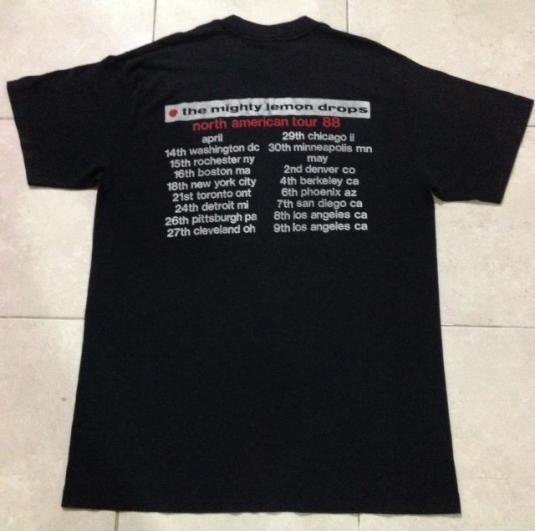 the mighty lemon drops
north american tour 88
april
14th washington dc
15th rochester ny
16th boston ma
18th new york city
21st toronto ont
24th detroit mi
26th pittsburgh pa
27th cleveland oh
29th chicago il
30th minneapolis mn
may
2nd denver co
4th berkeley ca
6th phoenix az
7th san diego ca
8th los angeles ca
9th los angeles ca